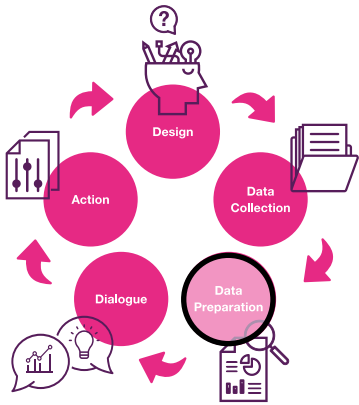 ?
Design
Data
Collection
Data
Preparation
Dialogue
Action